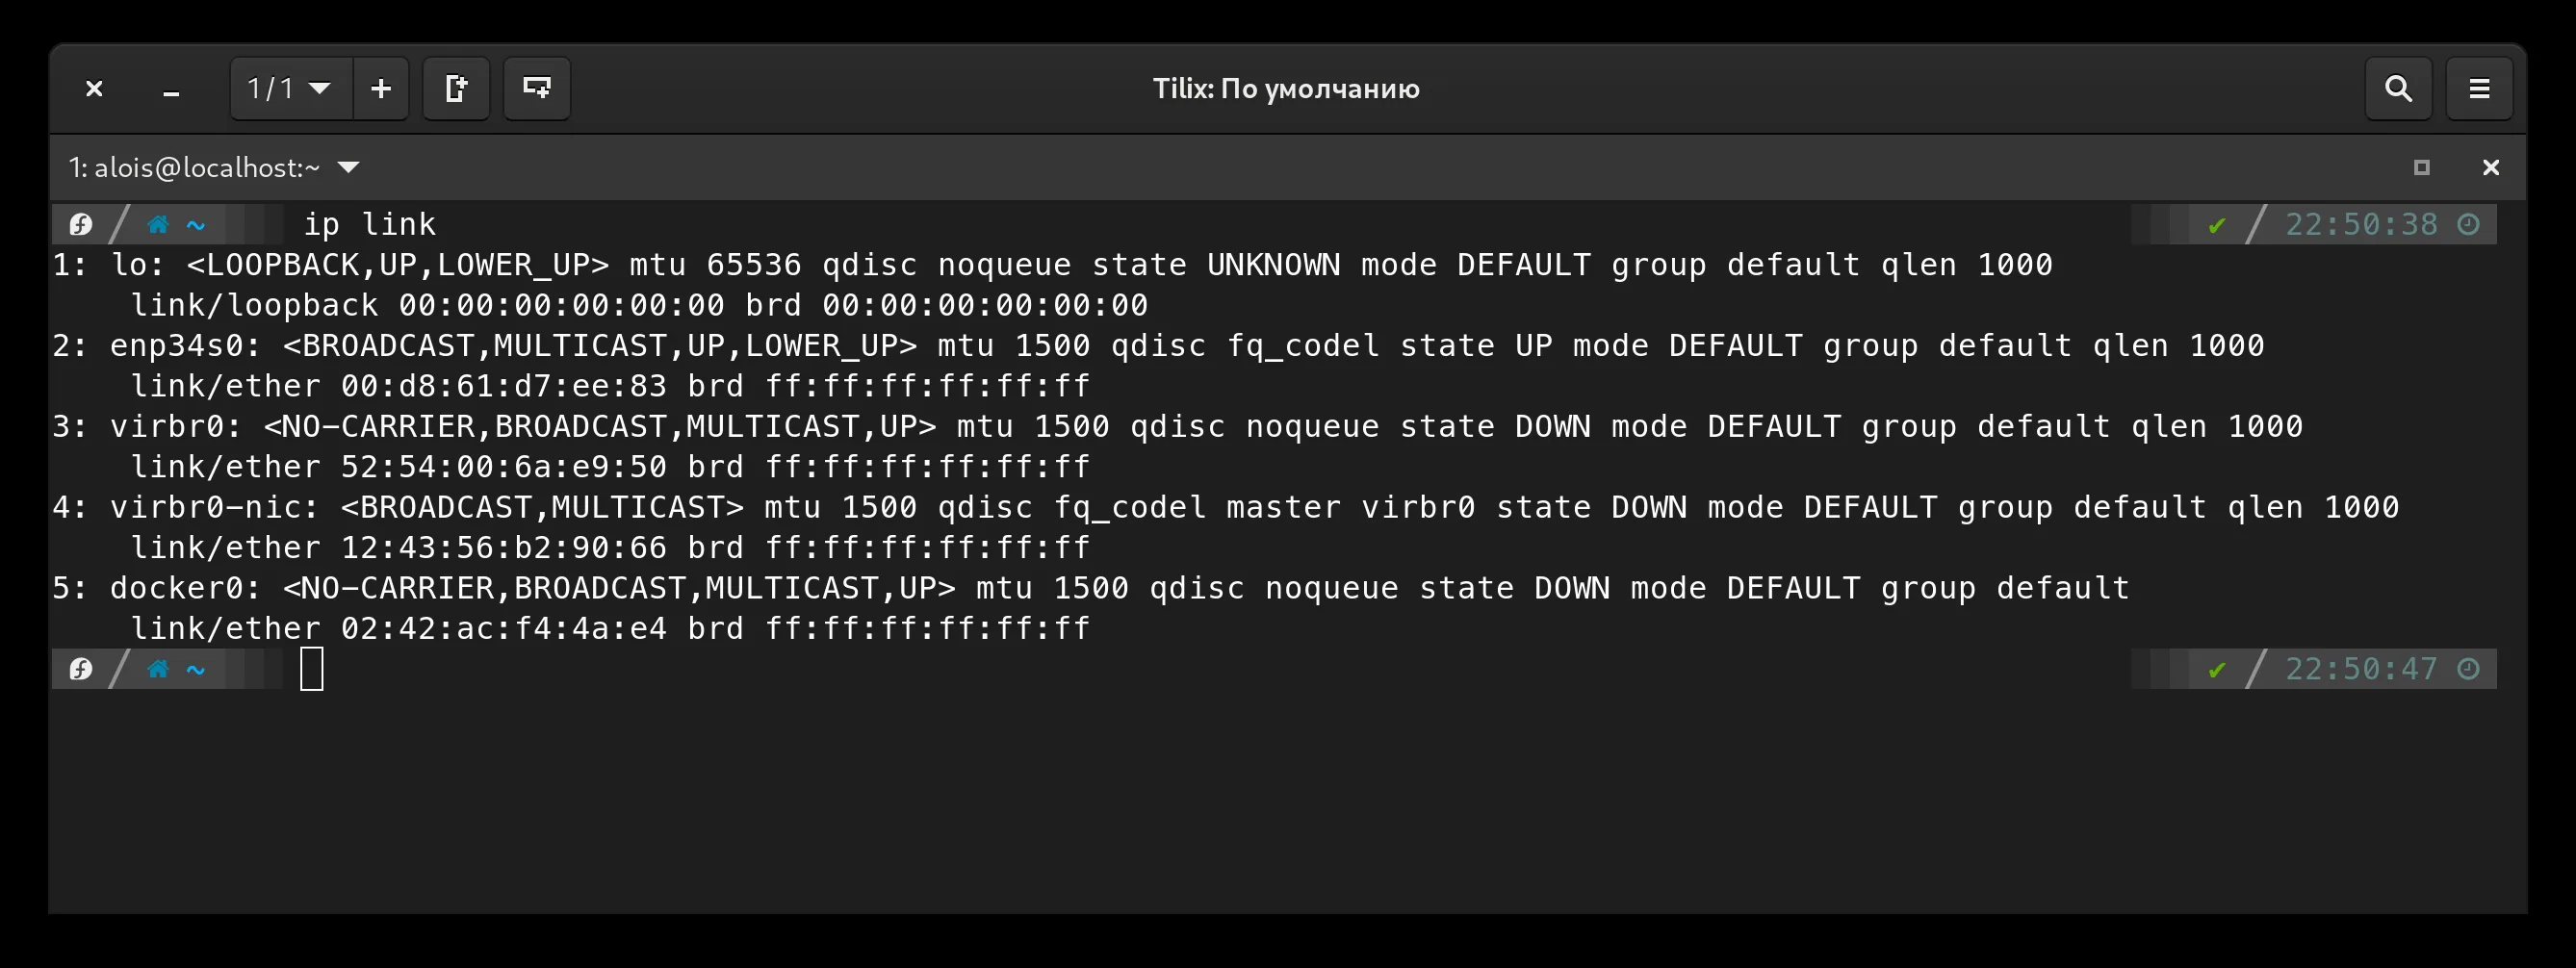 1/1
Tilix: По умолчанию
1: alois@localhost:~
~ ip link ✔ 22:50:38
1: lo: <LOOPBACK,UP,LOWER_UP> mtu 65536 qdisc noqueue state UNKNOWN mode DEFAULT group default qlen 1000
link/loopback 00:00:00:00:00:00 brd 00:00:00:00:00:00
2: enp34s0: <BROADCAST,MULTICAST,UP,LOWER_UP> mtu 1500 qdisc fq_codel state UP mode DEFAULT group default qlen 1000
link/ether 00:d8:61:d7:ee:83 brd ff:ff:ff:ff:ff:ff
3: virbr0: <NO-CARRIER,BROADCAST,MULTICAST,UP> mtu 1500 qdisc noqueue state DOWN mode DEFAULT group default qlen 1000
link/ether 52:54:00:6a:e9:50 brd ff:ff:ff:ff:ff:ff
4: virbr0-nic: <BROADCAST,MULTICAST> mtu 1500 qdisc fq_codel master virbr0 state DOWN mode DEFAULT group default qlen 1000
link/ether 12:43:56:b2:90:66 brd ff:ff:ff:ff:ff:ff
5: docker0: <NO-CARRIER,BROADCAST,MULTICAST,UP> mtu 1500 qdisc noqueue state DOWN mode DEFAULT group default
link/ether 02:42:ac:f4:4a:e4 brd ff:ff:ff:ff:ff:ff
~ ✔ 22:50:47